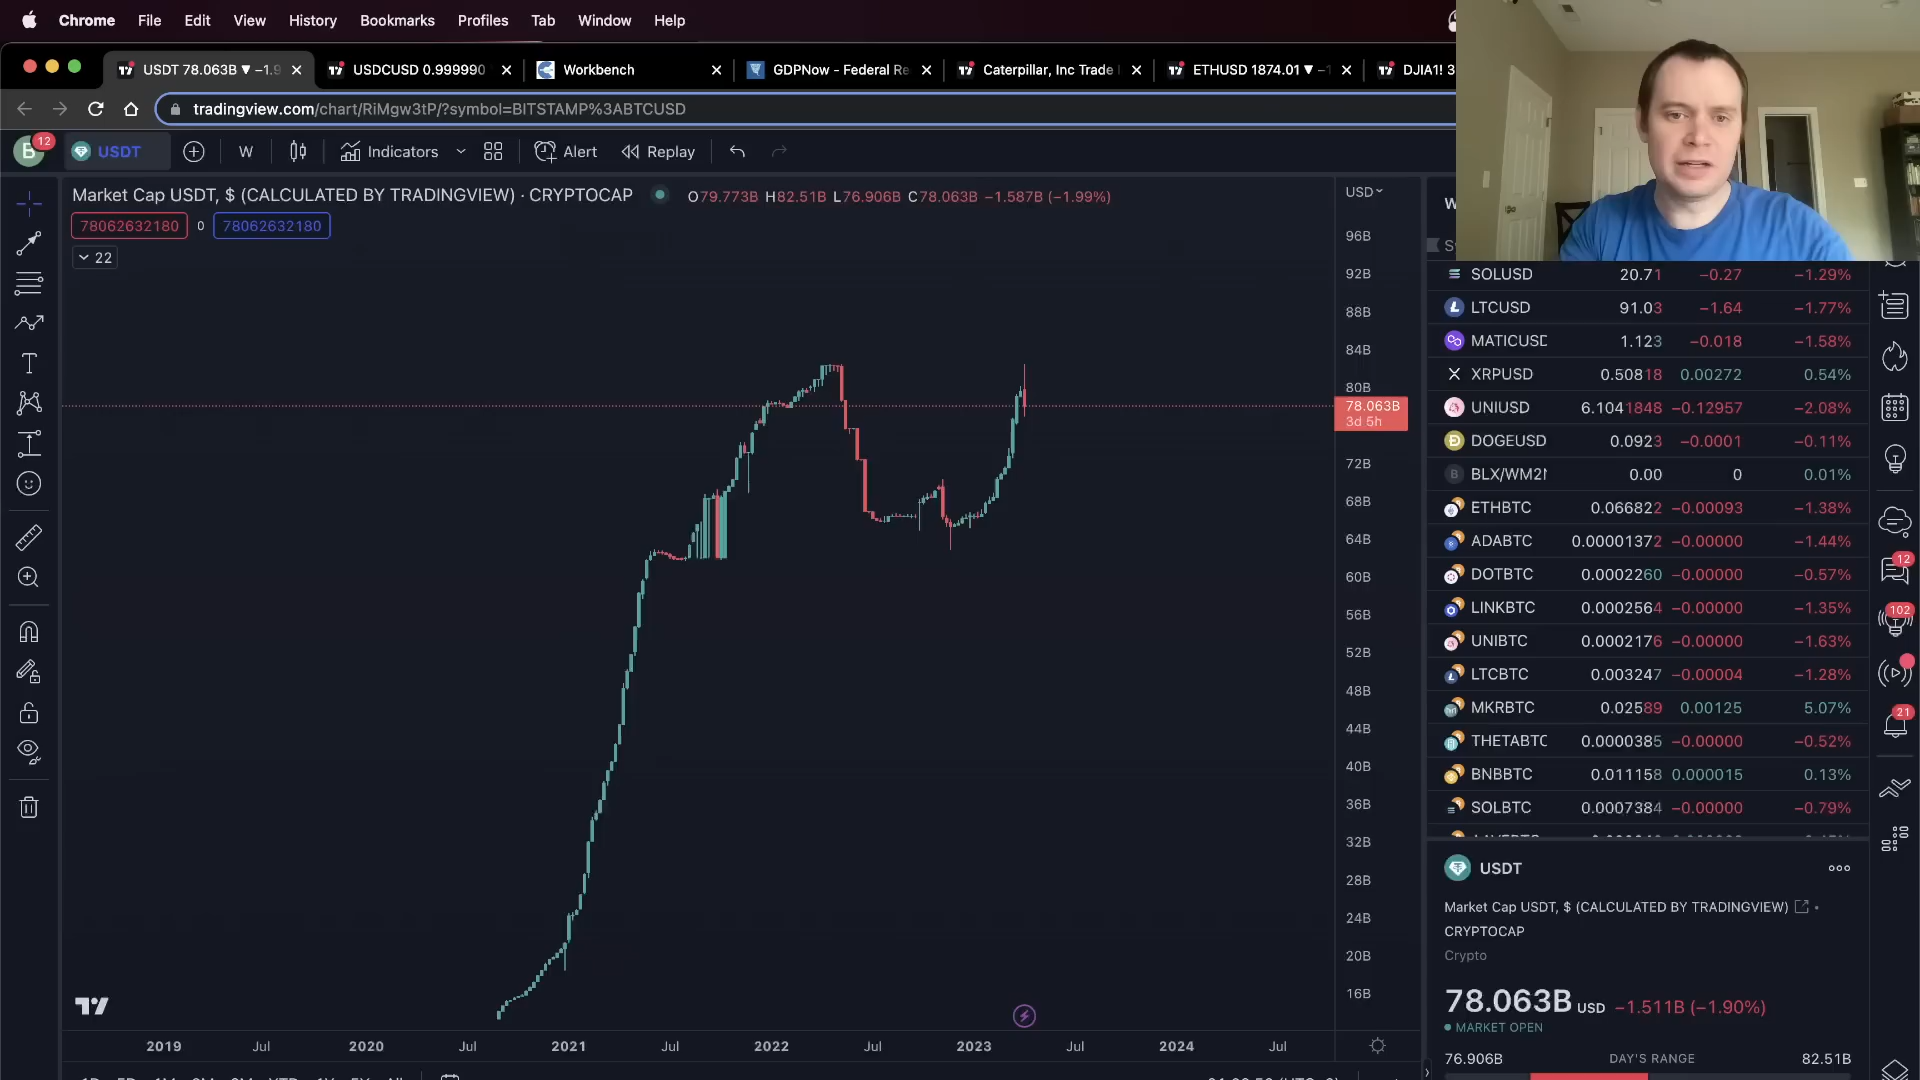 Chrome File Edit View History Bookmarks Profiles Tab Window Help
USDT 78.063B ▼ −1.9 USDCUSD 0.999990 Workbench GDPNow - Federal Re Caterpillar, Inc Trade ETHUSD 1874.01 ▼ −1 DJIA1! 3
tradingview.com/chart/RiMgw3tP/?symbol=BITSTAMP%3ABTCUSD
B 12 USDT W Indicators Alert Replay
Market Cap USDT, $ (CALCULATED BY TRADINGVIEW) · CRYPTOCAP O79.773B H82.51B L76.906B C78.063B −1.587B (−1.99%)
78062632180 0 78062632180
22
USD
96B
92B
88B
84B
80B
78.063B
3d 5h
72B
68B
64B
60B
56B
52B
48B
44B
40B
36B
32B
28B
24B
20B
16B
2019 Jul 2020 Jul 2021 Jul 2022 Jul 2023 Jul 2024 Jul
W
SOLUSD 20.71 −0.27 −1.29%
LTCUSD 91.03 −1.64 −1.77%
MATICUSD 1.123 −0.018 −1.58%
XRPUSD 0.50818 0.00272 0.54%
UNIUSD 6.1041848 −0.12957 −2.08%
DOGEUSD 0.0923 −0.0001 −0.11%
BLX/WM2 0.00 0 0.01%
ETHBTC 0.066822 −0.00093 −1.38%
ADABTC 0.00001372 −0.00000 −1.44%
DOTBTC 0.0002260 −0.00000 −0.57%
LINKBTC 0.0002564 −0.00000 −1.35%
UNIBTC 0.0002176 −0.00000 −1.63%
LTCBTC 0.003247 −0.00004 −1.28%
MKRBTC 0.02589 0.00125 5.07%
THETABTC 0.0000385 −0.00000 −0.52%
BNBBTC 0.011158 0.000015 0.13%
SOLBTC 0.0007384 −0.00000 −0.79%
USDT
Market Cap USDT, $ (CALCULATED BY TRADINGVIEW)
CRYPTOCAP
Crypto
78.063B USD −1.511B (−1.90%)
MARKET OPEN
76.906B DAY'S RANGE 82.51B
12
102
21